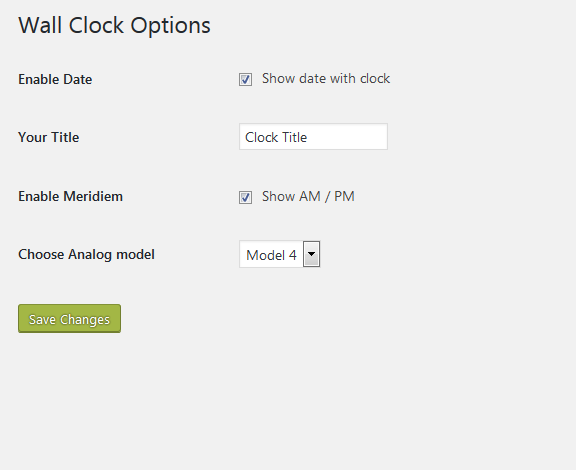 Wall Clock Options
Enable Date Show date with clock
Your Title Clock Title
Enable Meridiem Show AM / PM
Choose Analog model Model 4
Save Changes